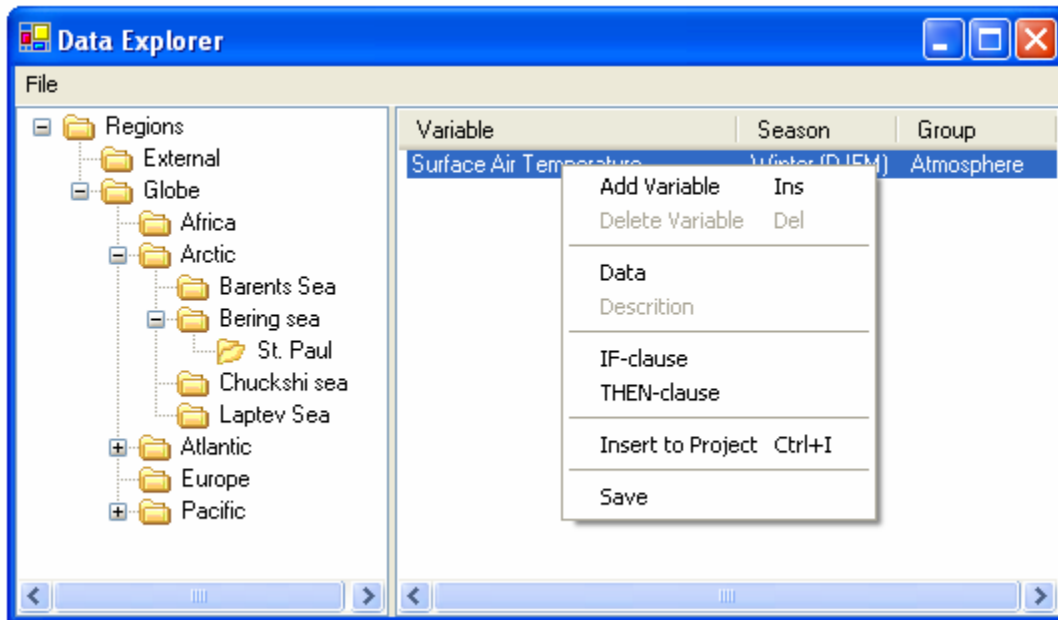 Data Explorer
File
Regions
External
Globe
Africa
Arctic
Barents Sea
Bering sea
St. Paul
Chuckshi sea
Laptev Sea
Atlantic
Europe
Pacific
Variable Season Group
Surface Air Temperature Winter (DJFM) Atmosphere
Add Variable Ins
Delete Variable Del
Data
Descrition
IF-clause
THEN-clause
Insert to Project Ctrl+I
Save